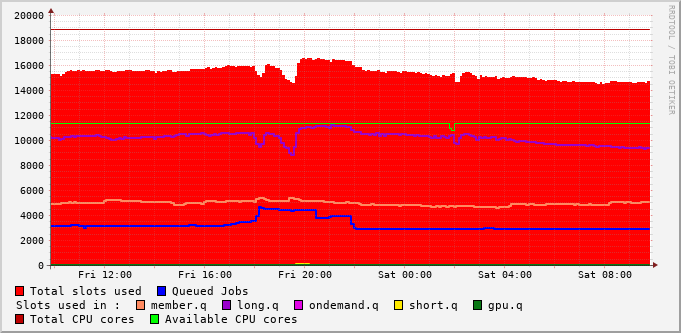 20000
18000
16000
14000
12000
10000
8000
6000
4000
2000
0
Fri 12:00 Fri 16:00 Fri 20:00 Sat 00:00 Sat 04:00 Sat 08:00
RRDTOOL / TOBI OETIKER
Total slots used Queued Jobs
Slots used in : member.q long.q ondemand.q short.q gpu.q
Total CPU cores Available CPU cores